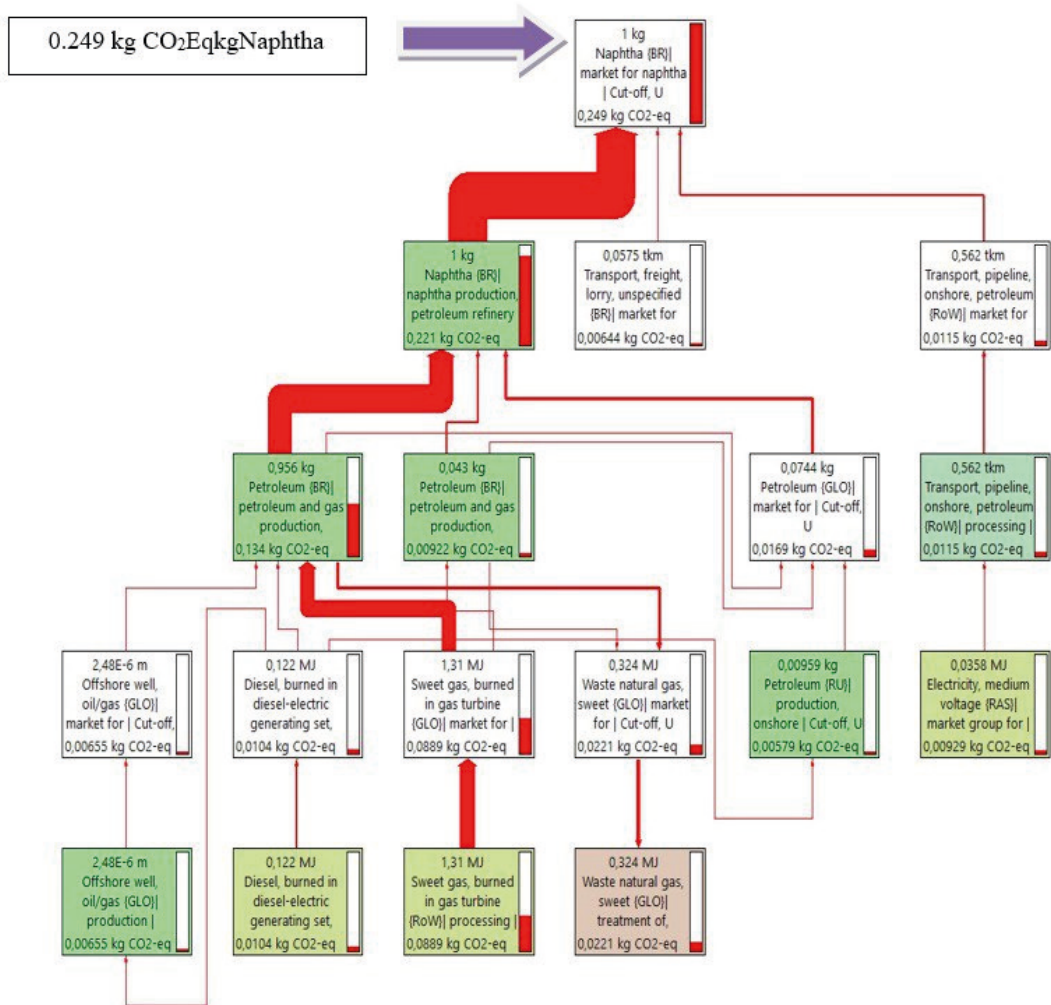 0.249 kg CO₂EqkgNaphtha
1 kg
Naphtha {BR}|
market for naphtha
| Cut-off, U
0,249 kg CO2-eq
1 kg
Naphtha {BR}|
naphtha production,
petroleum refinery
0,221 kg CO2-eq
0,0575 tkm
Transport, freight,
lorry, unspecified
{BR}| market for
0,00644 kg CO2-eq
0,562 tkm
Transport, pipeline,
onshore, petroleum
{RoW}| market for
0,0115 kg CO2-eq
0,956 kg
Petroleum {BR}|
petroleum and gas
production,
0,134 kg CO2-eq
0,043 kg
Petroleum {BR}|
petroleum and gas
production,
0,00922 kg CO2-eq
0,0744 kg
Petroleum {GLO}|
market for | Cut-off,
U
0,0169 kg CO2-eq
0,562 tkm
Transport, pipeline,
onshore, petroleum
{RoW}| processing |
0,0115 kg CO2-eq
2,48E-6 m
Offshore well,
oil/gas {GLO}|
market for | Cut-off,
0,00655 kg CO2-eq
0,122 MJ
Diesel, burned in
diesel-electric
generating set,
0,0104 kg CO2-eq
1,31 MJ
Sweet gas, burned
in gas turbine
{GLO}| market for |
0,0889 kg CO2-eq
0,324 MJ
Waste natural gas,
sweet {GLO}| market
for | Cut-off, U
0,0221 kg CO2-eq
0,00959 kg
Petroleum {RU}|
production,
onshore | Cut-off, U
0,00579 kg CO2-eq
0,0358 MJ
Electricity, medium
voltage {RAS}|
market group for |
0,00929 kg CO2-eq
2,48E-6 m
Offshore well,
oil/gas {GLO}|
production |
0,00655 kg CO2-eq
0,122 MJ
Diesel, burned in
diesel-electric
generating set,
0,0104 kg CO2-eq
1,31 MJ
Sweet gas, burned
in gas turbine
{RoW}| processing |
0,0889 kg CO2-eq
0,324 MJ
Waste natural gas,
sweet {GLO}|
treatment of,
0,0221 kg CO2-eq